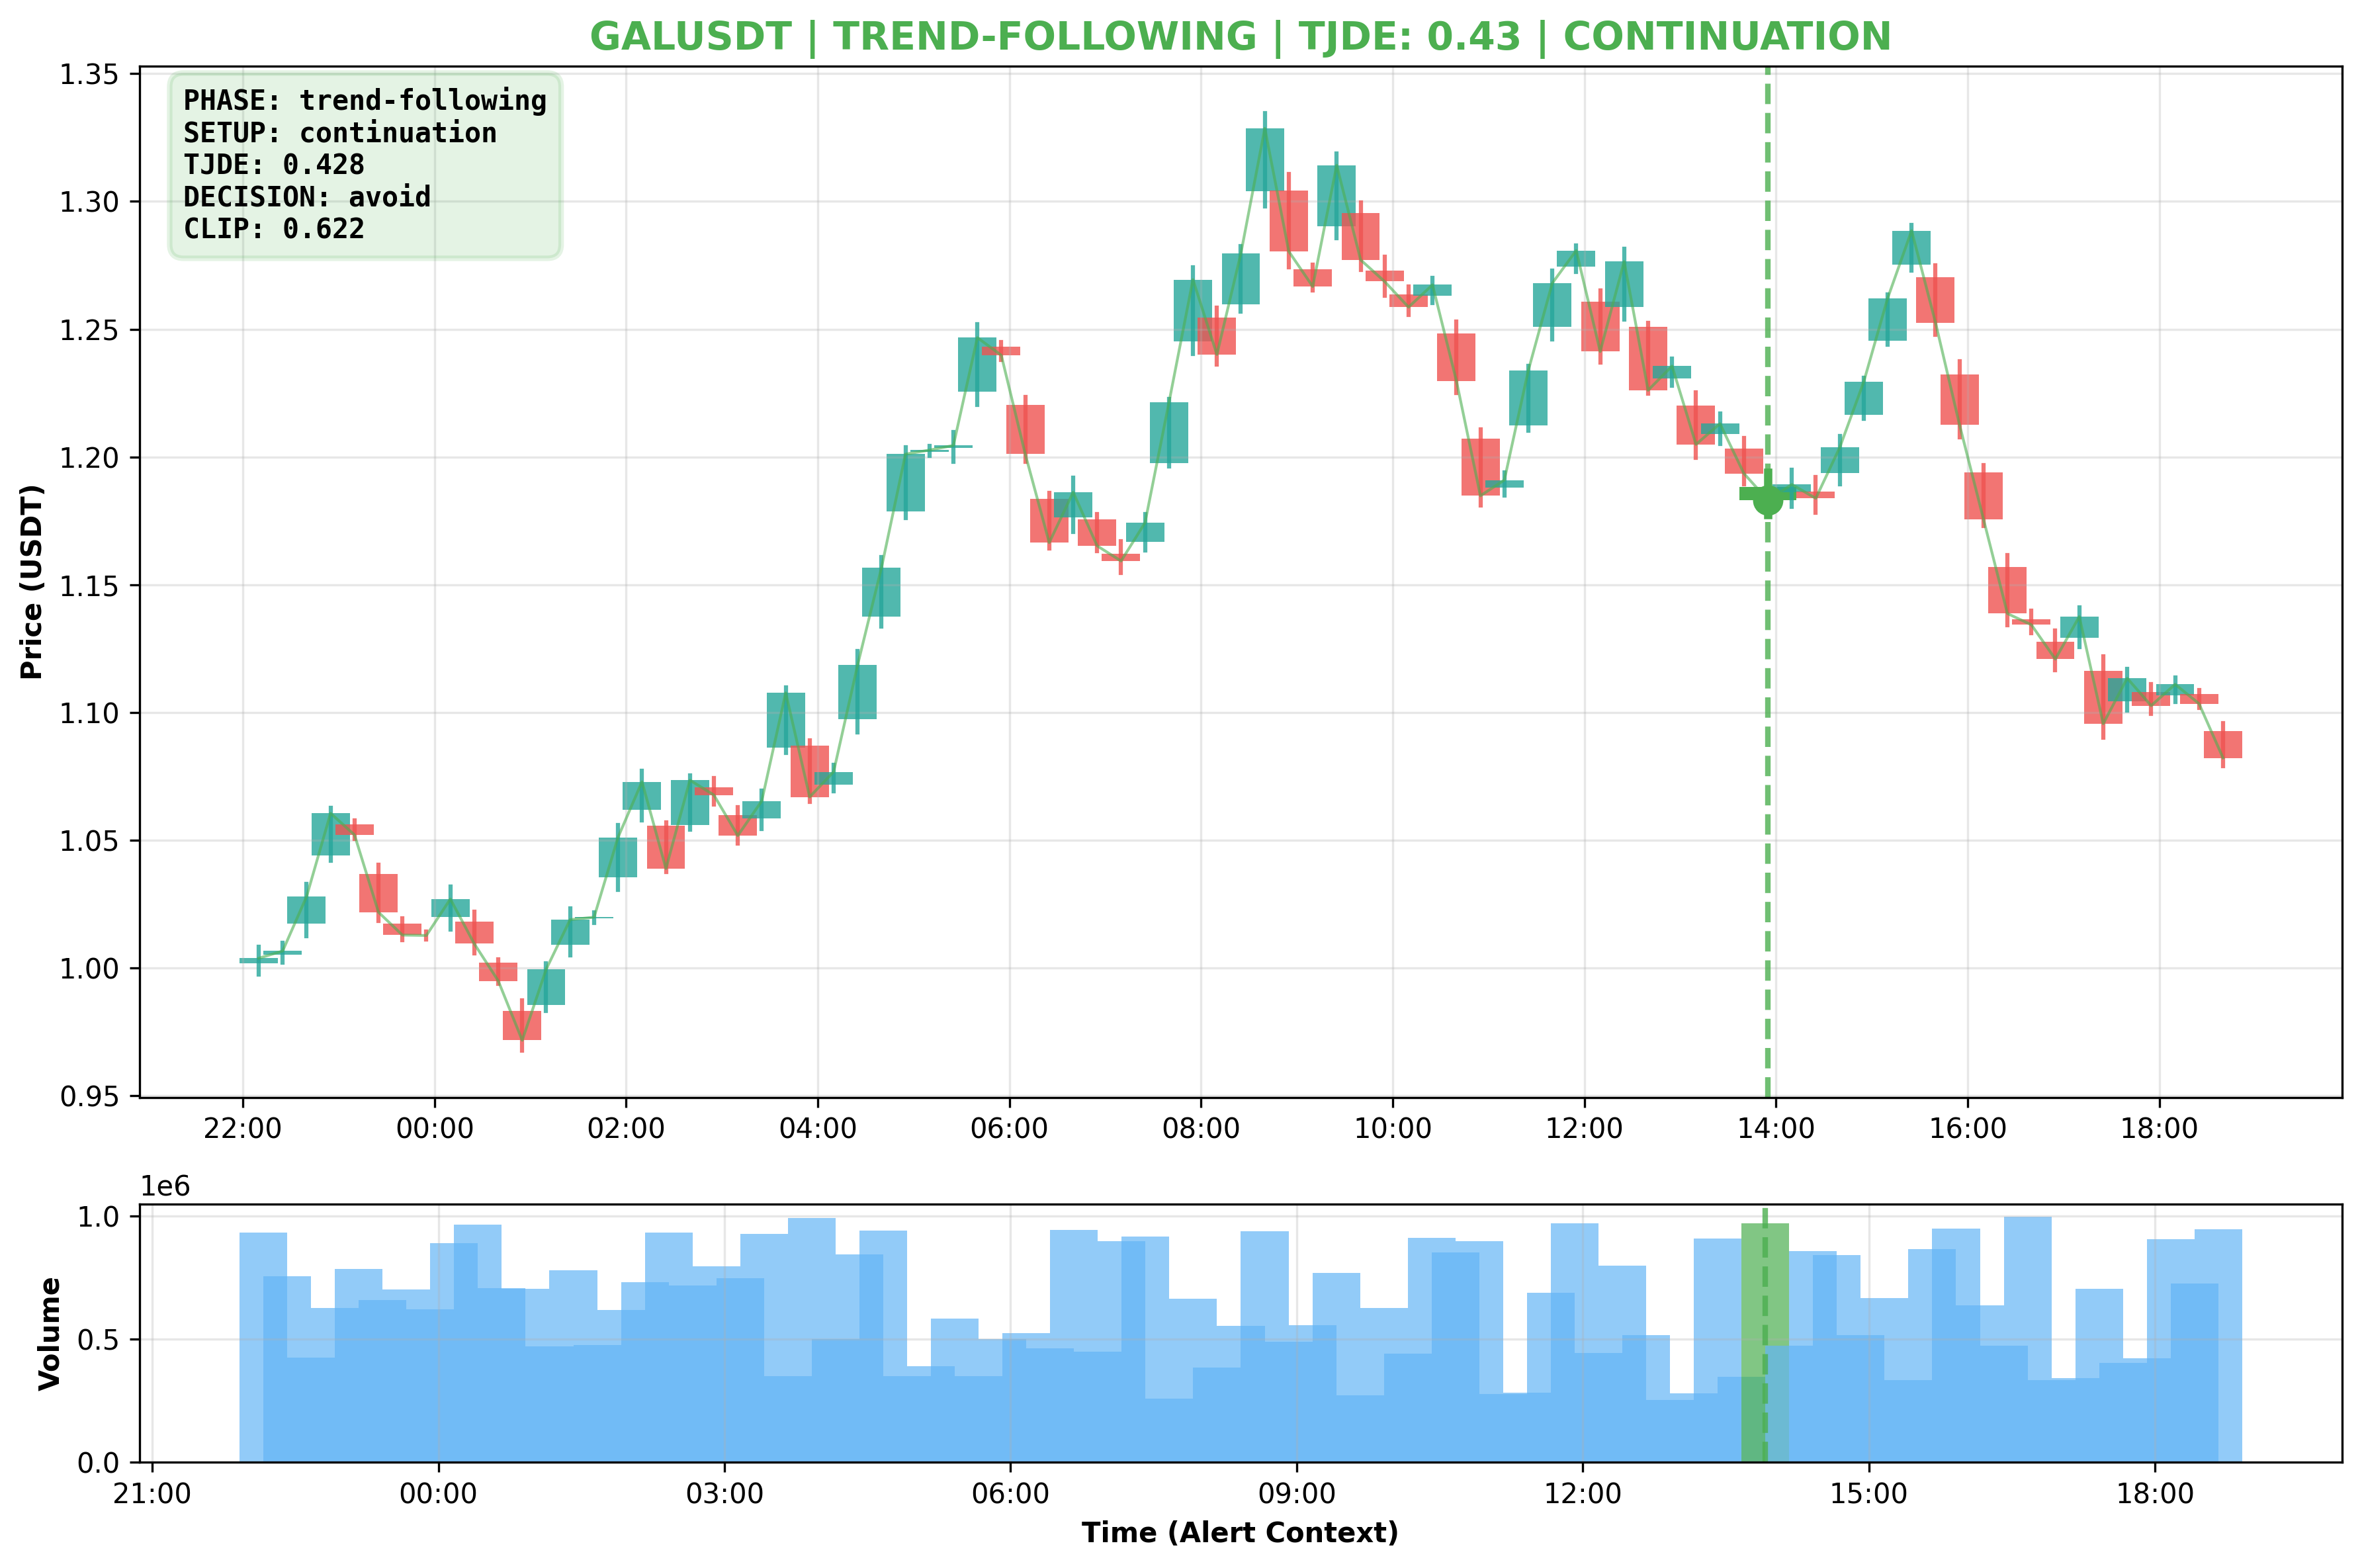 GALUSDT | TREND-FOLLOWING | TJDE: 0.43 | CONTINUATION
PHASE: trend-following
SETUP: continuation
TJDE: 0.428
DECISION: avoid
CLIP: 0.622
Price (USDT)
1.35
1.30
1.25
1.20
1.15
1.10
1.05
1.00
0.95
22:00 00:00 02:00 04:00 06:00 08:00 10:00 12:00 14:00 16:00 18:00
1e6
Volume
1.0
0.5
0.0
21:00 00:00 03:00 06:00 09:00 12:00 15:00 18:00
Time (Alert Context)